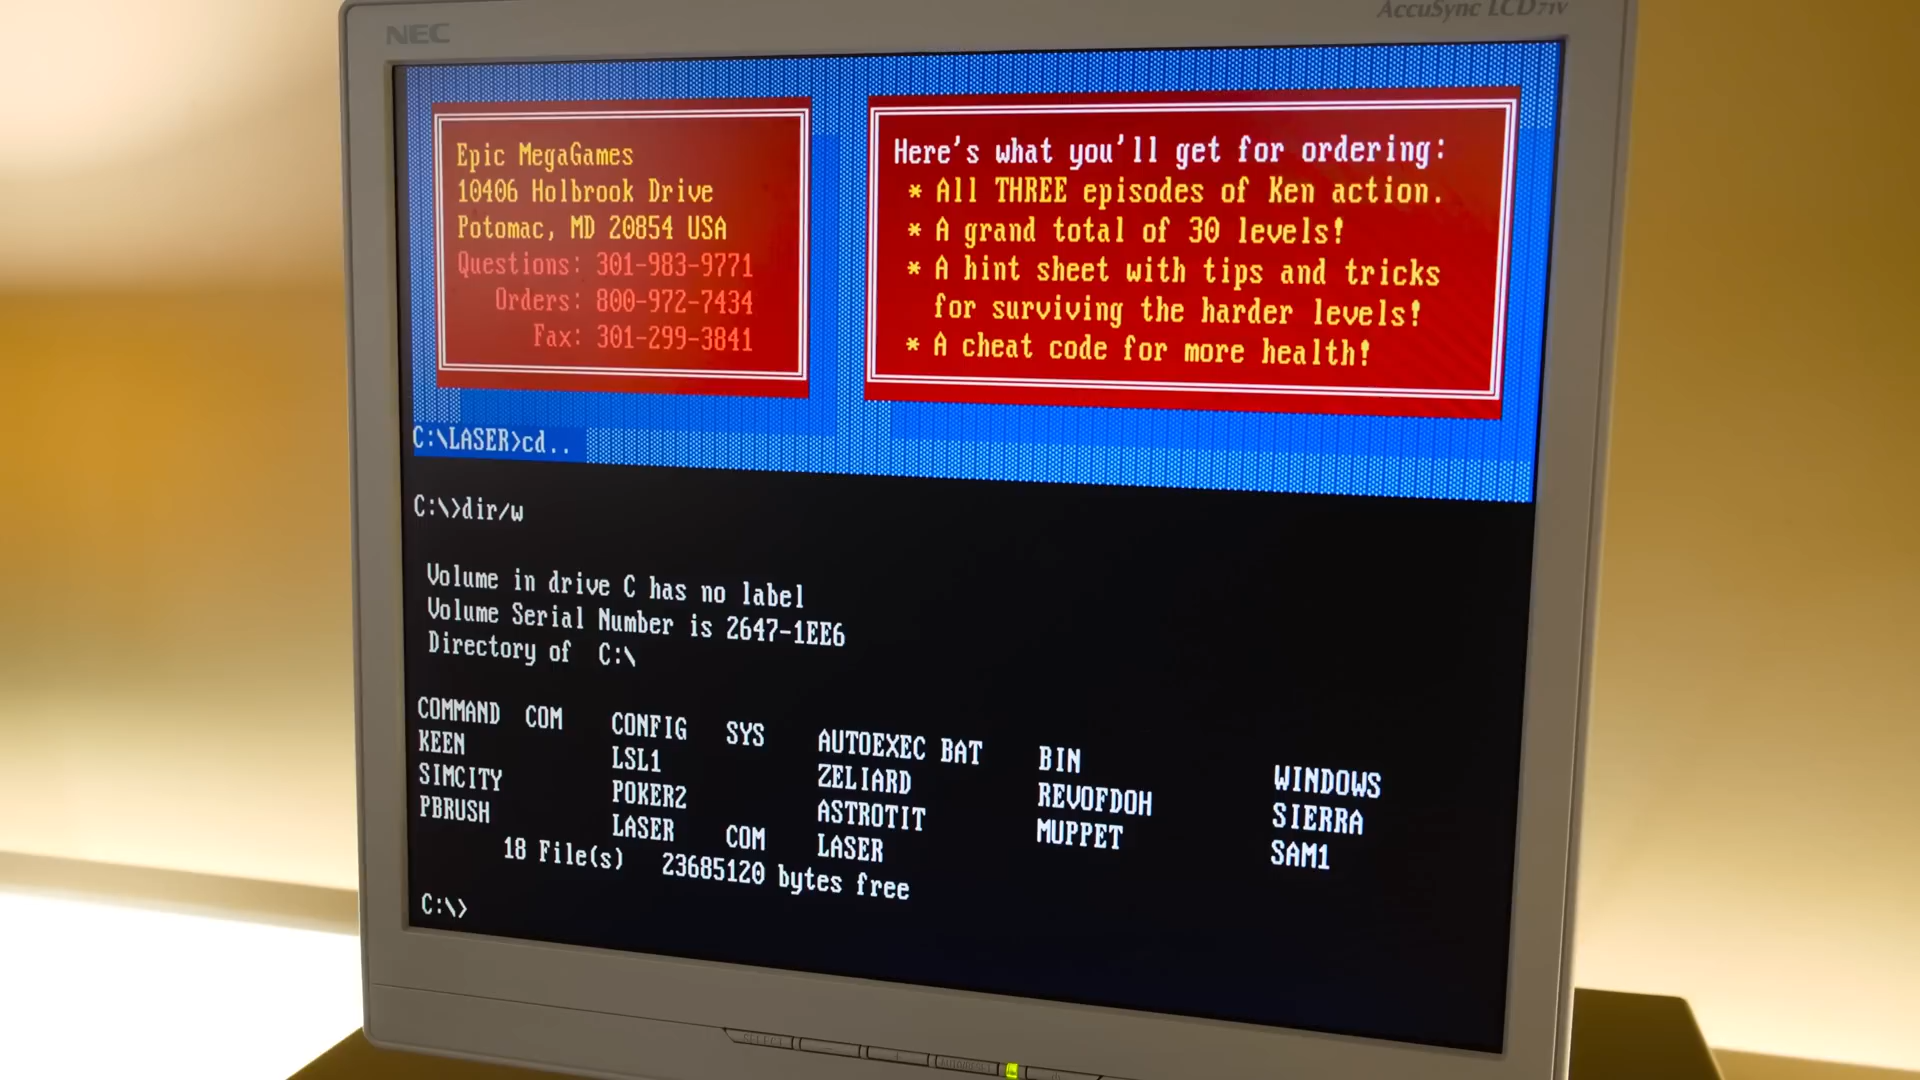 NEC
AccuSync LCD71V
Epic MegaGames
10406 Holbrook Drive
Potomac, MD 20854 USA
Questions: 301-983-9771
Orders: 800-972-7434
Fax: 301-299-3841
Here's what you'll get for ordering:
* All THREE episodes of Ken action.
* A grand total of 30 levels!
* A hint sheet with tips and tricks
for surviving the harder levels!
* A cheat code for more health!
C:\LASER>cd..
C:\>dir/w
Volume in drive C has no label
Volume Serial Number is 2647-1EE6
Directory of C:\
COMMAND COM CONFIG SYS AUTOEXEC BAT BIN WINDOWS
KEEN LSL1 ZELIARD REVOFDOH SIERRA
SIMCITY POKER2 ASTROTIT MUPPET SAM1
PBRUSH LASER COM LASER
18 File(s) 23685120 bytes free
C:\>
SELECT - +